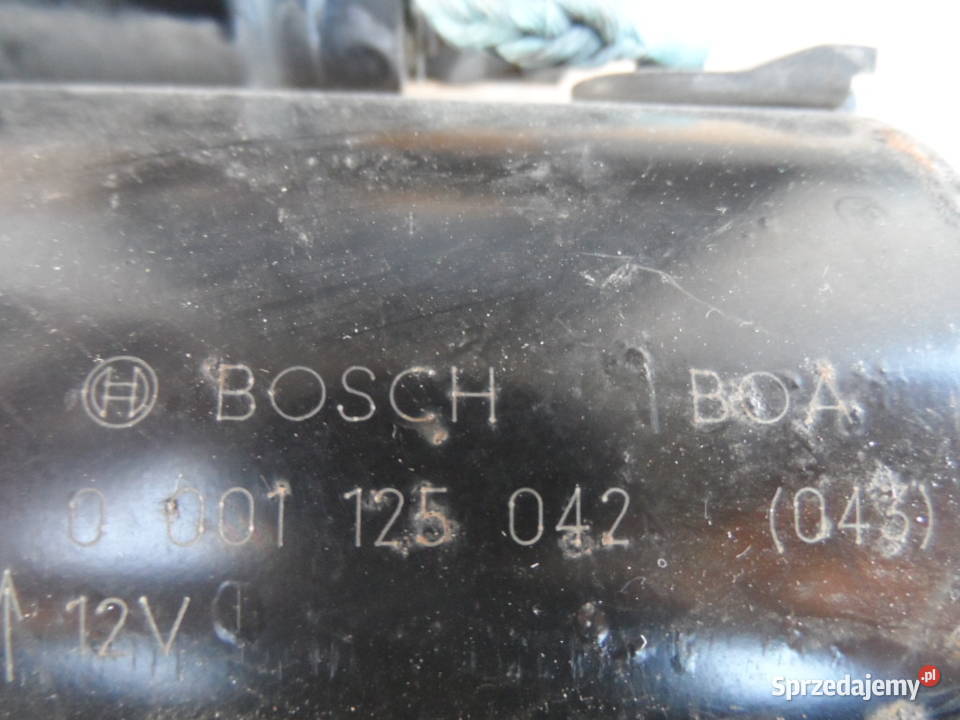 BOSCH BOA
0 001 125 042 (043)
12V
Sprzedajemy.pl